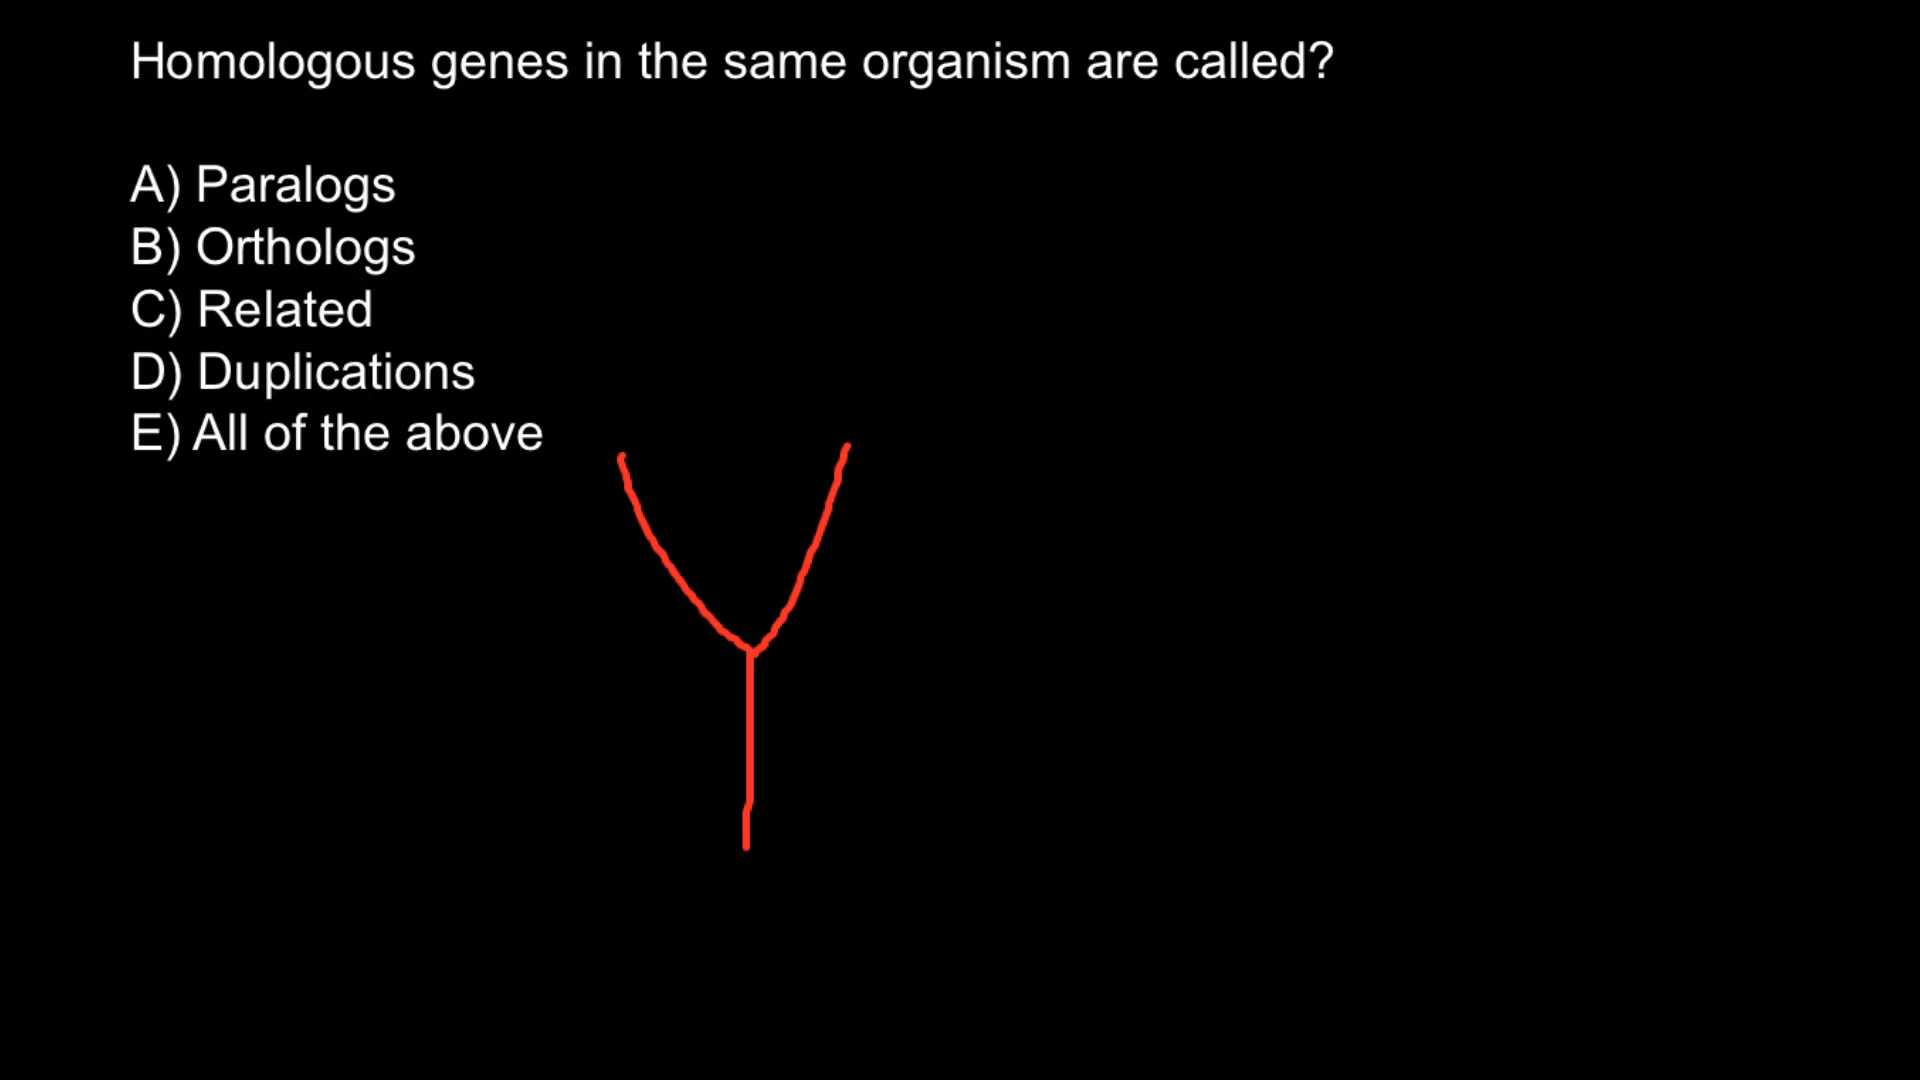 Homologous genes in the same organism are called?
A) Paralogs
B) Orthologs
C) Related
D) Duplications
E) All of the above